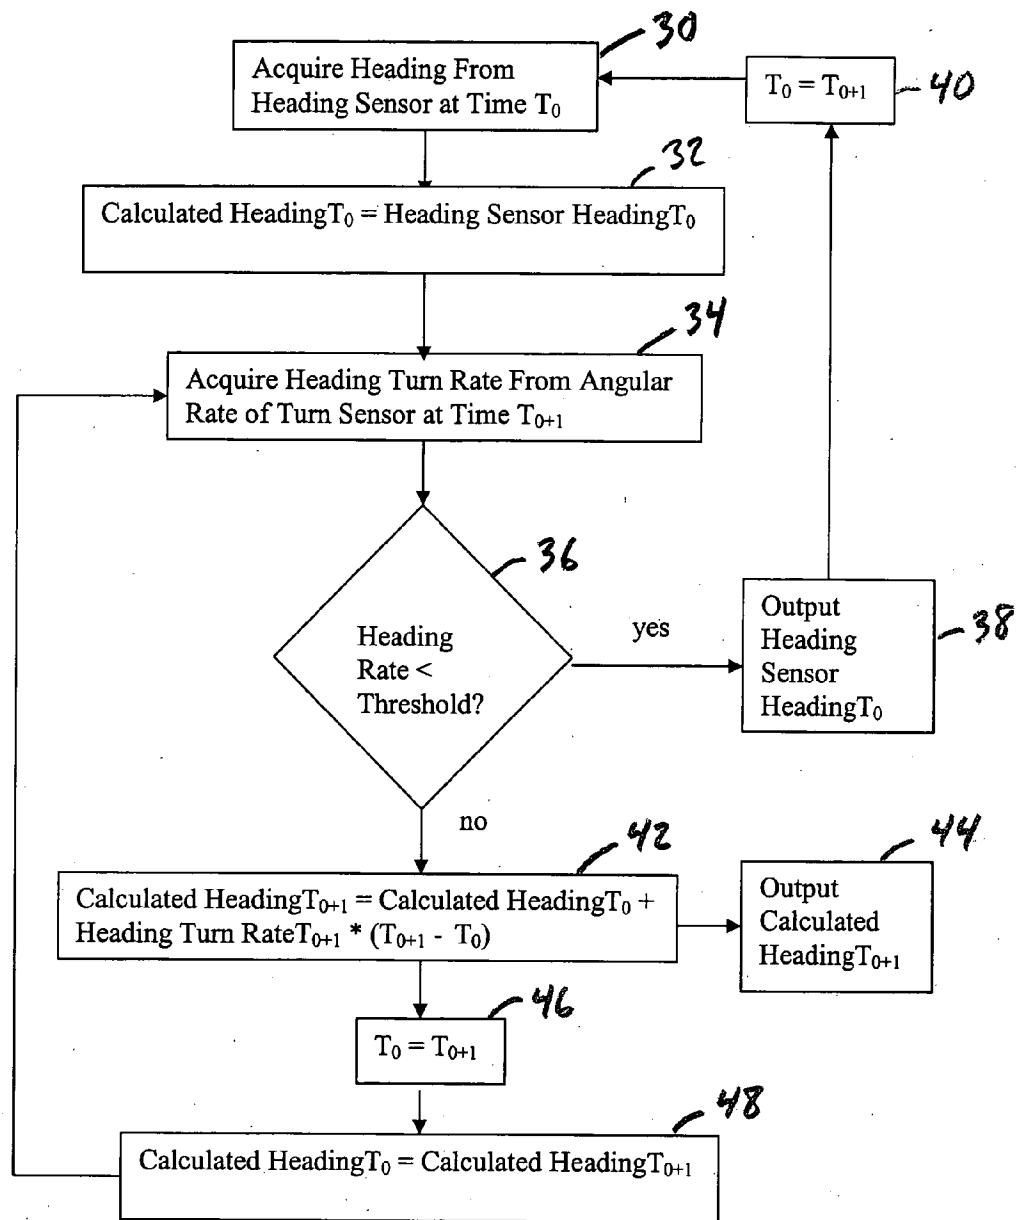 30
Acquire Heading From
Heading Sensor at Time T₀
T₀ = T₀₊₁
40
32
Calculated HeadingT₀ = Heading Sensor HeadingT₀
34
Acquire Heading Turn Rate From Angular
Rate of Turn Sensor at Time T₀₊₁
36
Heading
Rate <
Threshold?
yes
Output
Heading
Sensor
HeadingT₀
38
no
42
Calculated HeadingT₀₊₁ = Calculated HeadingT₀ +
Heading Turn RateT₀₊₁ * (T₀₊₁ - T₀)
44
Output
Calculated
HeadingT₀₊₁
46
T₀ = T₀₊₁
48
Calculated HeadingT₀ = Calculated HeadingT₀₊₁